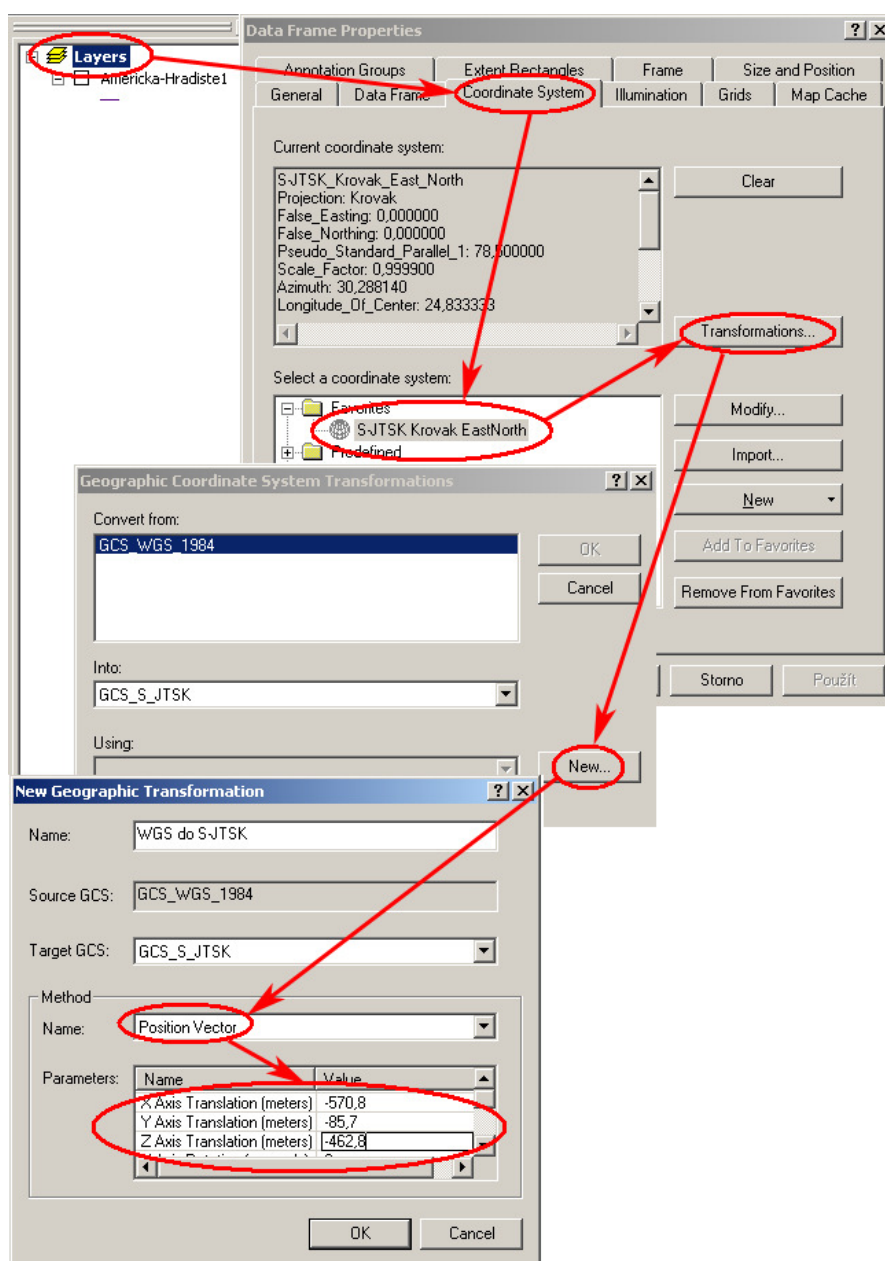 Layers
Americka-Hradiste1
Data Frame Properties
Annotation Groups Extent Rectangles Frame Size and Position
General Data Frame Coordinate System Illumination Grids Map Cache
Current coordinate system:
S-JTSK_Krovak_East_North
Projection: Krovak
False_Easting: 0,000000
False_Northing: 0,000000
Pseudo_Standard_Parallel_1: 78,500000
Scale_Factor: 0,999900
Azimuth: 30,288140
Longitude_Of_Center: 24,833333
Clear
Transformations...
Select a coordinate system:
Favorites
S-JTSK Krovak EastNorth
Predefined
Modify...
Import...
New
Add To Favorites
Remove From Favorites
Storno
Použít
Geographic Coordinate System Transformations
Convert from:
GCS_WGS_1984
OK
Cancel
Into:
GCS_S_JTSK
Using:
New...
New Geographic Transformation
Name: WGS do S-JTSK
Source GCS: GCS_WGS_1984
Target GCS: GCS_S_JTSK
Method
Name: Position Vector
Parameters:
Name Value
X Axis Translation (meters) -570,8
Y Axis Translation (meters) -85,7
Z Axis Translation (meters) -462,8
OK
Cancel